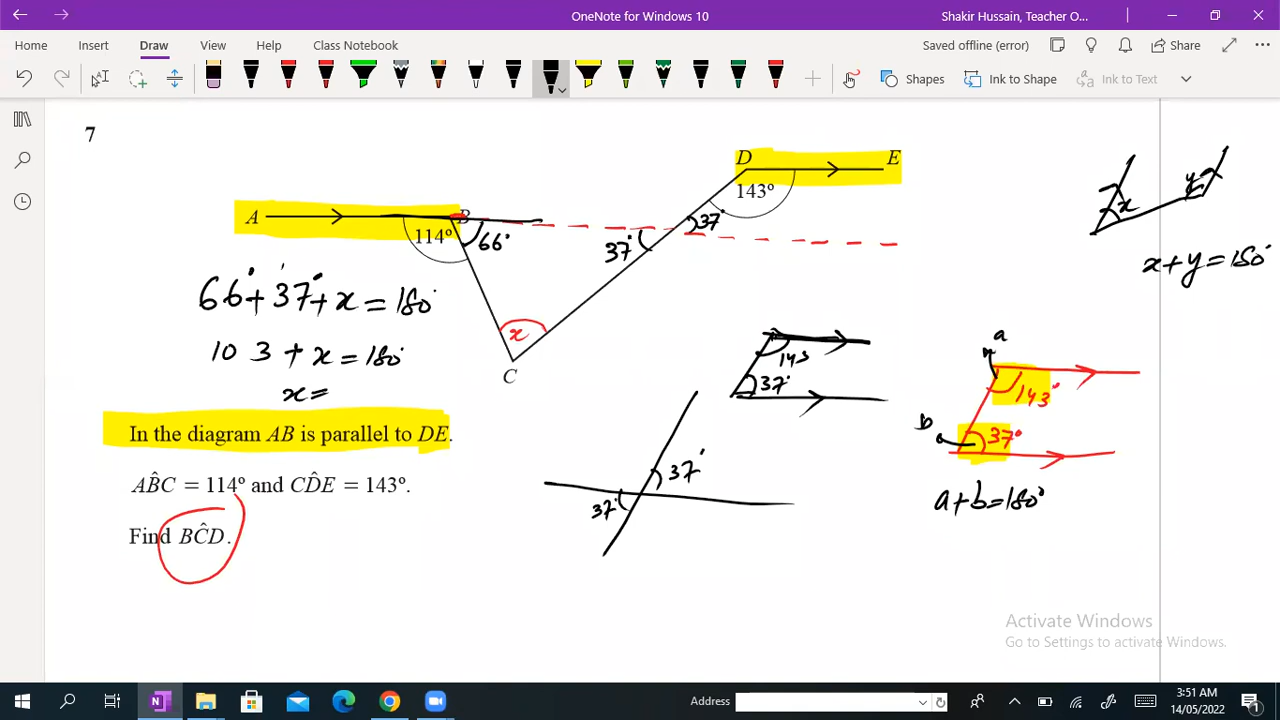 OneNote for Windows 10
Shakir Hussain, Teacher O...
Home Insert Draw View Help Class Notebook
Saved offline (error)
Share
Shapes
Ink to Shape
Ink to Text
7
D E
143°
A B
114° 66°
37° 37°
x
C
x y
x+y=180°
66°+37°+x=180°
103+x=180°
x=
143
37°
a
143°
b
37°
a+b=180°
37°
37°
In the diagram AB is parallel to DE.
AB̂C = 114° and CD̂E = 143°.
Find BĈD.
Activate Windows
Go to Settings to activate Windows.
Address
3:51 AM
14/05/2022
1